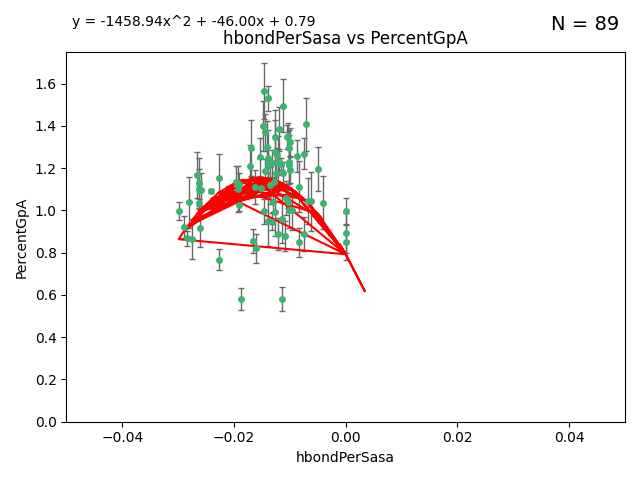 y = -1458.94x^2 + -46.00x + 0.79
N = 89
hbondPerSasa vs PercentGpA
PercentGpA
1.6
1.4
1.2
1.0
0.8
0.6
0.4
0.2
0.0
−0.04 −0.02 0.00 0.02 0.04
hbondPerSasa